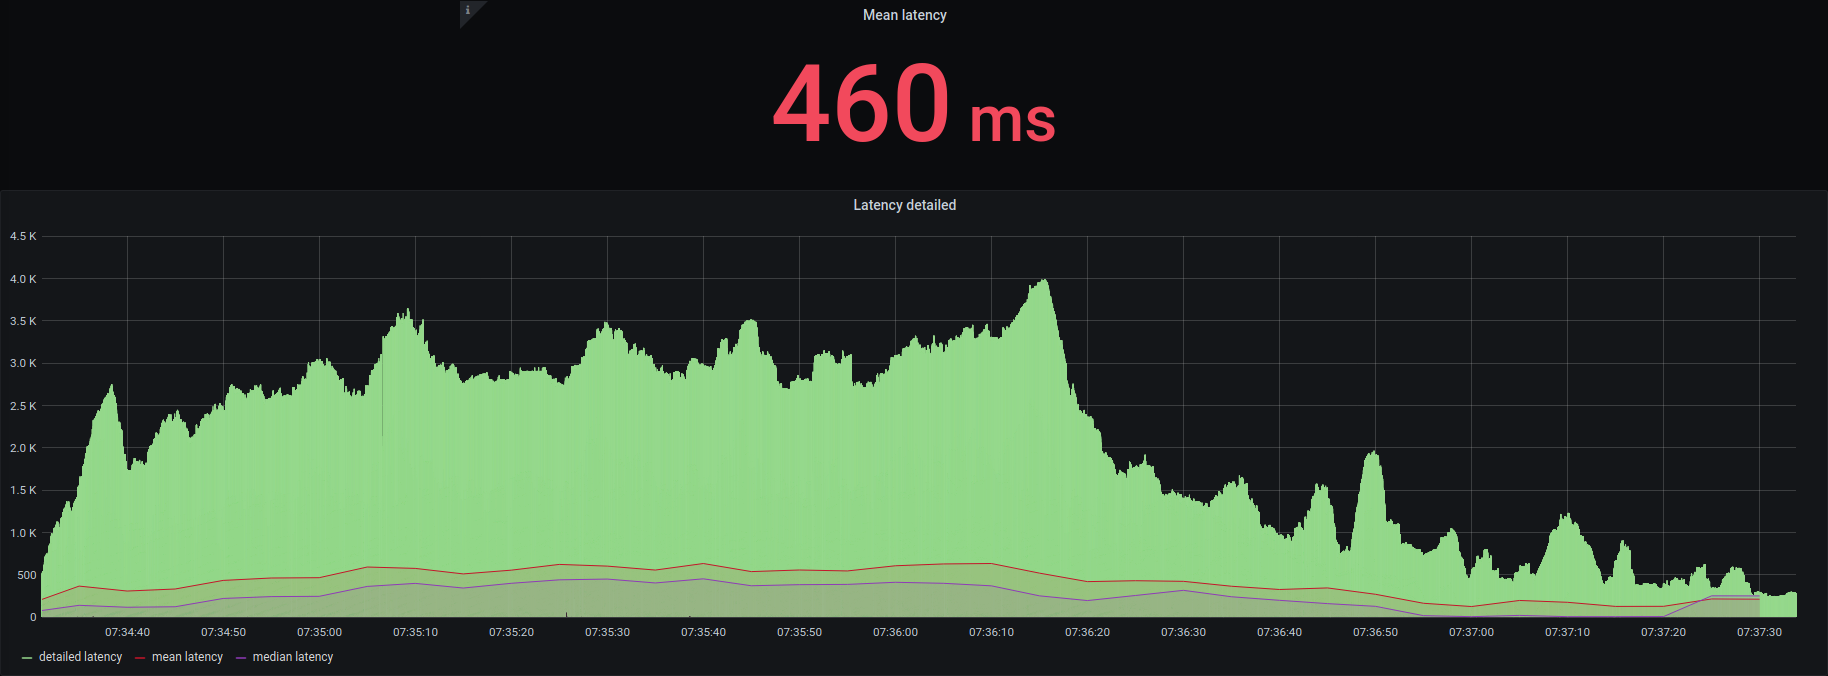 i
Mean latency
460 ms
Latency detailed
4.5 K
4.0 K
3.5 K
3.0 K
2.5 K
2.0 K
1.5 K
1.0 K
500
0
07:34:40 07:34:50 07:35:00 07:35:10 07:35:20 07:35:30 07:35:40 07:35:50 07:36:00 07:36:10 07:36:20 07:36:30 07:36:40 07:36:50 07:37:00 07:37:10 07:37:20 07:37:30
detailed latency mean latency median latency